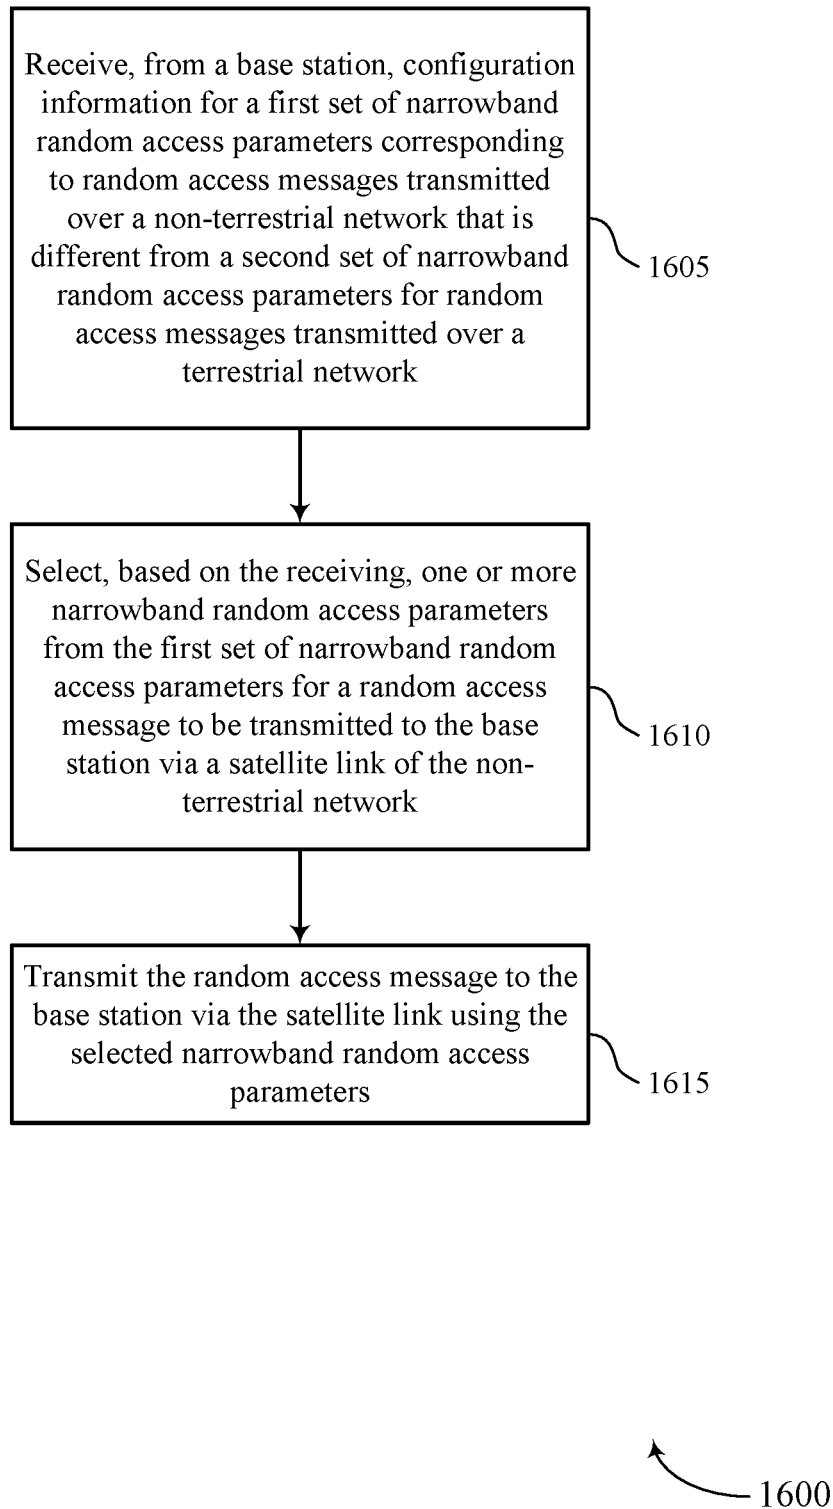 Receive, from a base station, configuration
information for a first set of narrowband
random access parameters corresponding
to random access messages transmitted
over a non-terrestrial network that is
different from a second set of narrowband
random access parameters for random
access messages transmitted over a
terrestrial network
1605
Select, based on the receiving, one or more
narrowband random access parameters
from the first set of narrowband random
access parameters for a random access
message to be transmitted to the base
station via a satellite link of the non-
terrestrial network
1610
Transmit the random access message to the
base station via the satellite link using the
selected narrowband random access
parameters
1615
1600